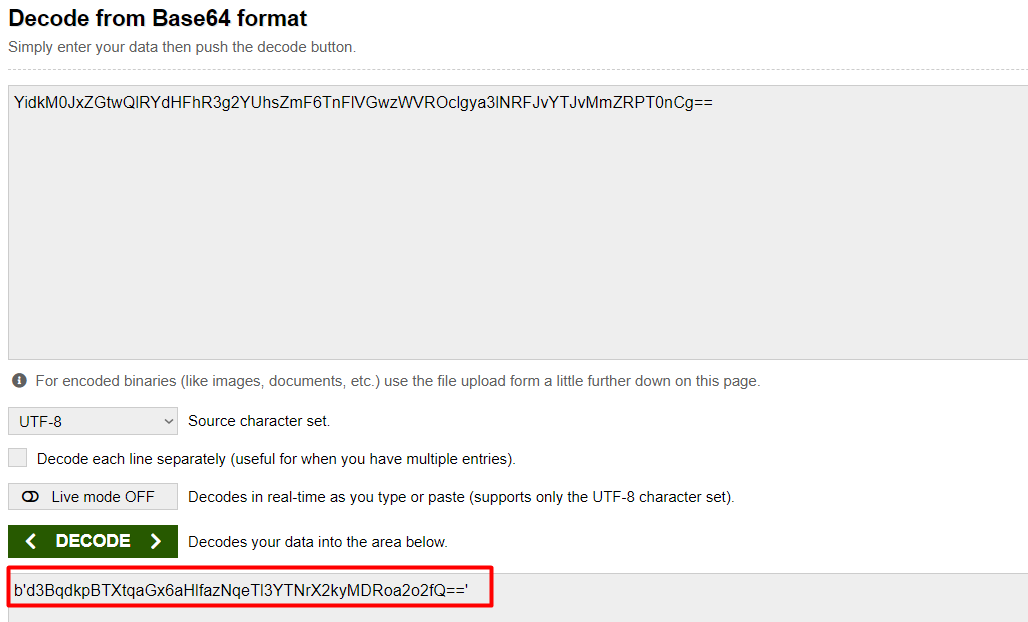 Decode from Base64 format
Simply enter your data then push the decode button.
YidkM0JxZGtwQlRYdHFhR3g2YUhsZmF6TnFlVGwzWVROclgya3lNRFJvYTJvMmZRPT0nCg==
For encoded binaries (like images, documents, etc.) use the file upload form a little further down on this page.
UTF-8 Source character set.
Decode each line separately (useful for when you have multiple entries).
Live mode OFF Decodes in real-time as you type or paste (supports only the UTF-8 character set).
< DECODE > Decodes your data into the area below.
b'd3BqdkpBTXtqaGx6aHlfazNqeTl3YTNrX2kyMDRoa2o2fQ=='